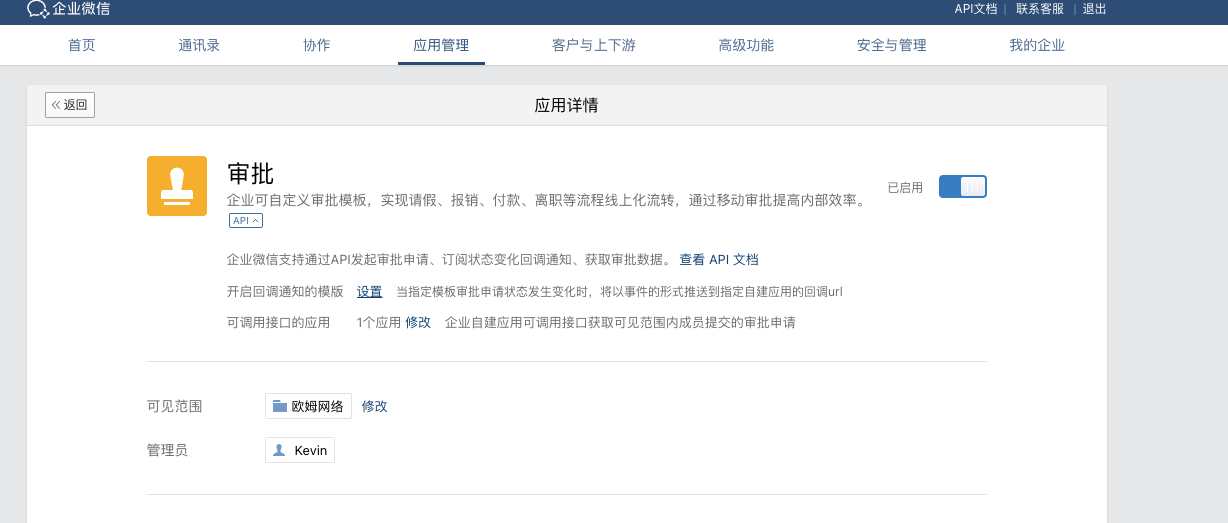 企业微信
API文档 | 联系客服 | 退出
首页 通讯录 协作 应用管理 客户与上下游 高级功能 安全与管理 我的企业
« 返回
应用详情
审批
企业可自定义审批模板，实现请假、报销、付款、离职等流程线上化流转，通过移动审批提高内部效率。
已启用
API
企业微信支持通过API发起审批申请、订阅状态变化回调通知、获取审批数据。 查看 API 文档
开启回调通知的模版 设置 当指定模板审批申请状态发生变化时，将以事件的形式推送到指定自建应用的回调url
可调用接口的应用 1个应用 修改 企业自建应用可调用接口获取可见范围内成员提交的审批申请
可见范围 欧姆网络 修改
管理员 Kevin